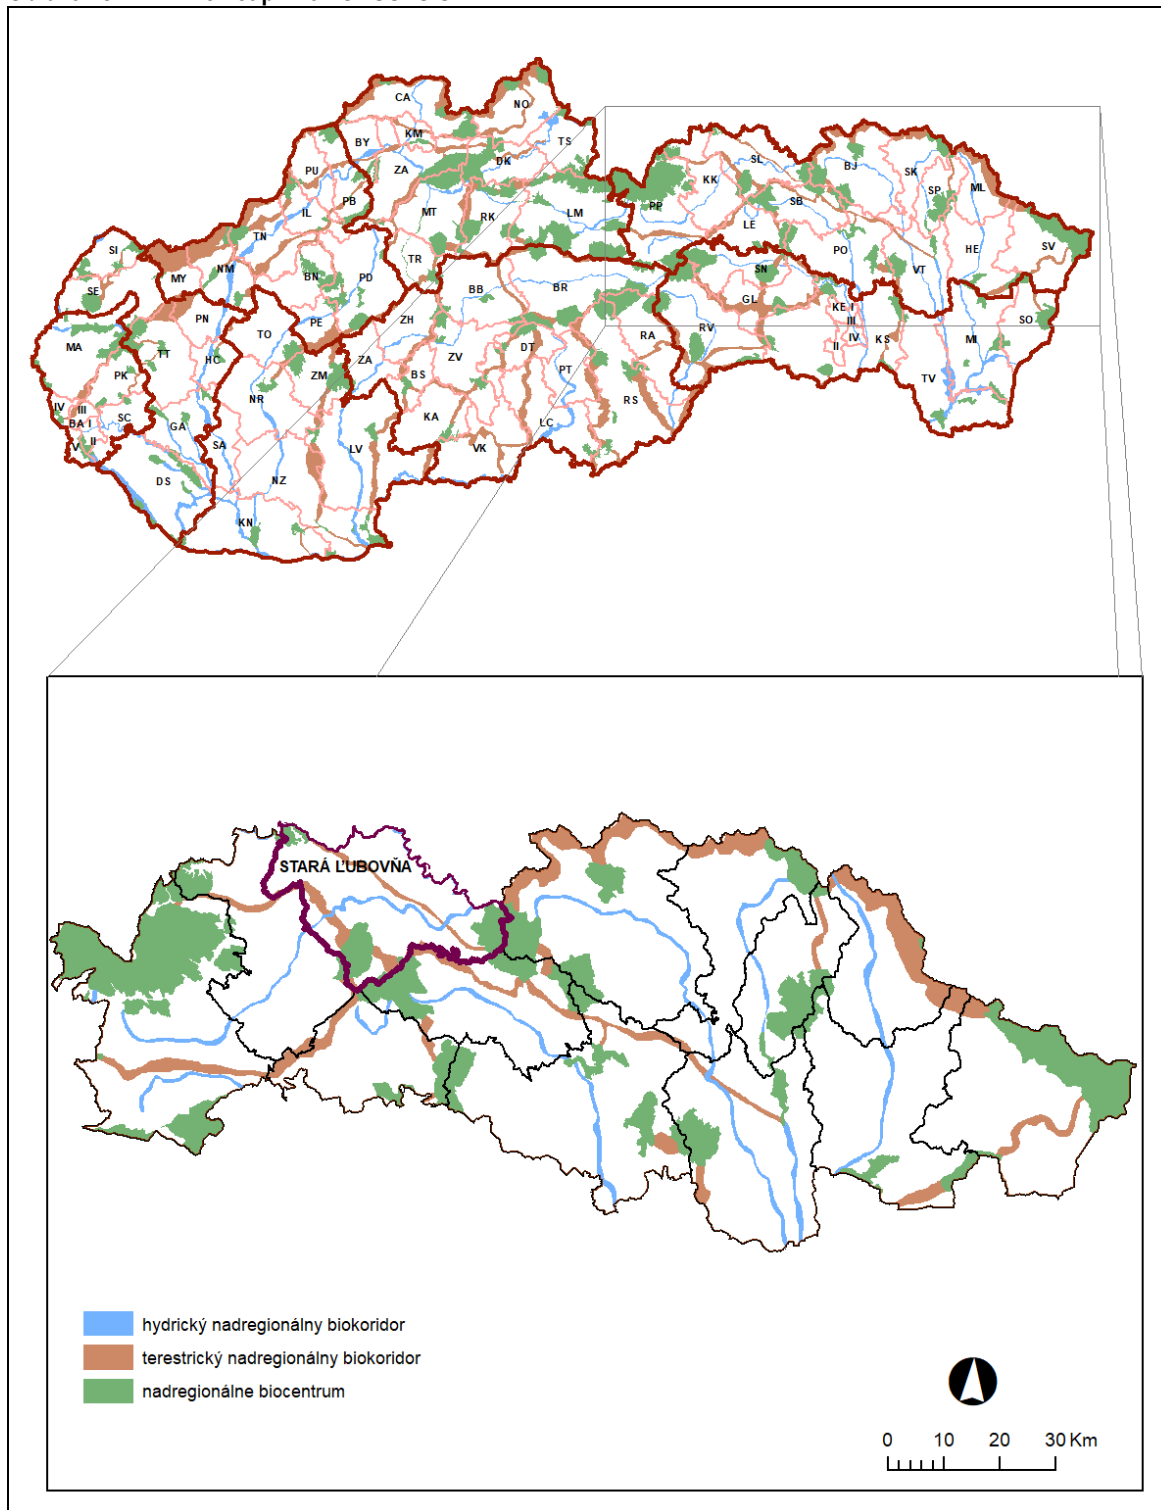 CA
NO
BY
KM
TS
DK
ZA
PU
SL
BJ
SK
KK
SP
ML
PB
PP
SB
IL
MT
RK
LM
LE
TN
PO
HE
SV
SI
TR
VT
NM
BN
PD
SN
MY
SE
BB
BR
GL
KE I
PN
ZH
III
SO
TO
PE
RA
RV
IV
KS
MI
MA
TT
HC
ZA
ZV
DT
II
PK
ZM
BS
PT
TV
NR
RS
IV
III
SC
KA
BA I
GA
LC
V
II
SA
LV
VK
DS
NZ
KN
STARÁ ĽUBOVŇA
hydrický nadregionálny biokoridor
terestrický nadregionálny biokoridor
nadregionálne biocentrum
0 10 20 30 Km